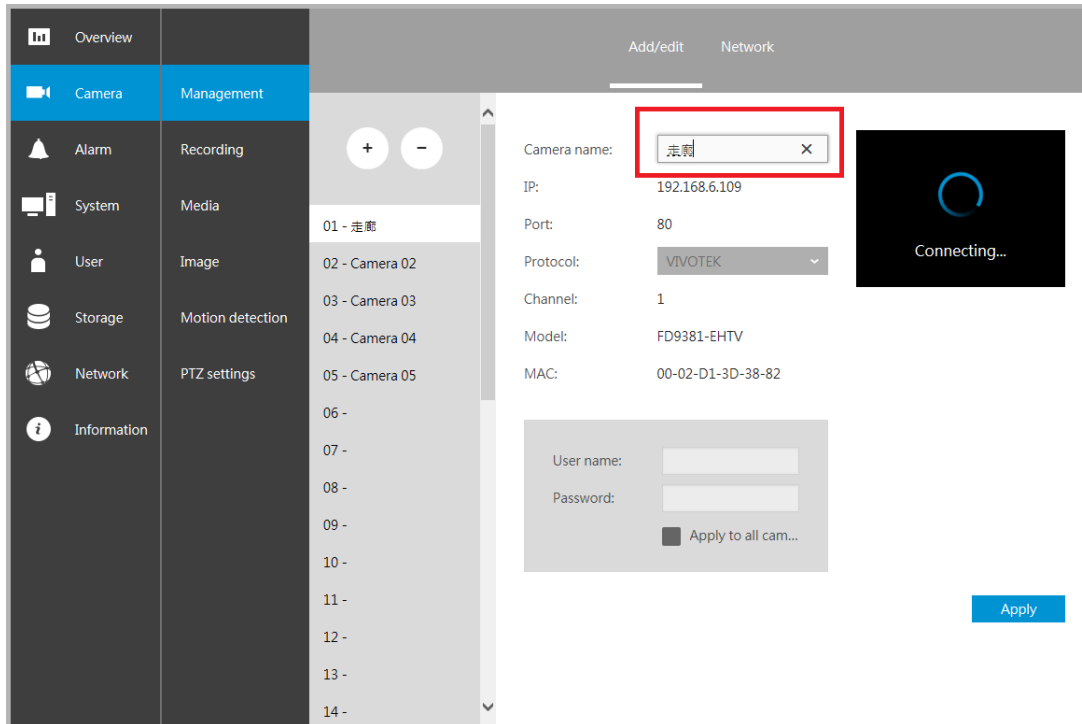 Overview
Camera
Alarm
System
User
Storage
Network
Information
Management
Recording
Media
Image
Motion detection
PTZ settings
Add/edit Network
+ -
01 - 走廊
02 - Camera 02
03 - Camera 03
04 - Camera 04
05 - Camera 05
06 -
07 -
08 -
09 -
10 -
11 -
12 -
13 -
14 -
Camera name: 走廊
IP: 192.168.6.109
Port: 80
Protocol: VIVOTEK
Channel: 1
Model: FD9381-EHTV
MAC: 00-02-D1-3D-38-82
User name:
Password:
Apply to all cam...
Connecting...
Apply